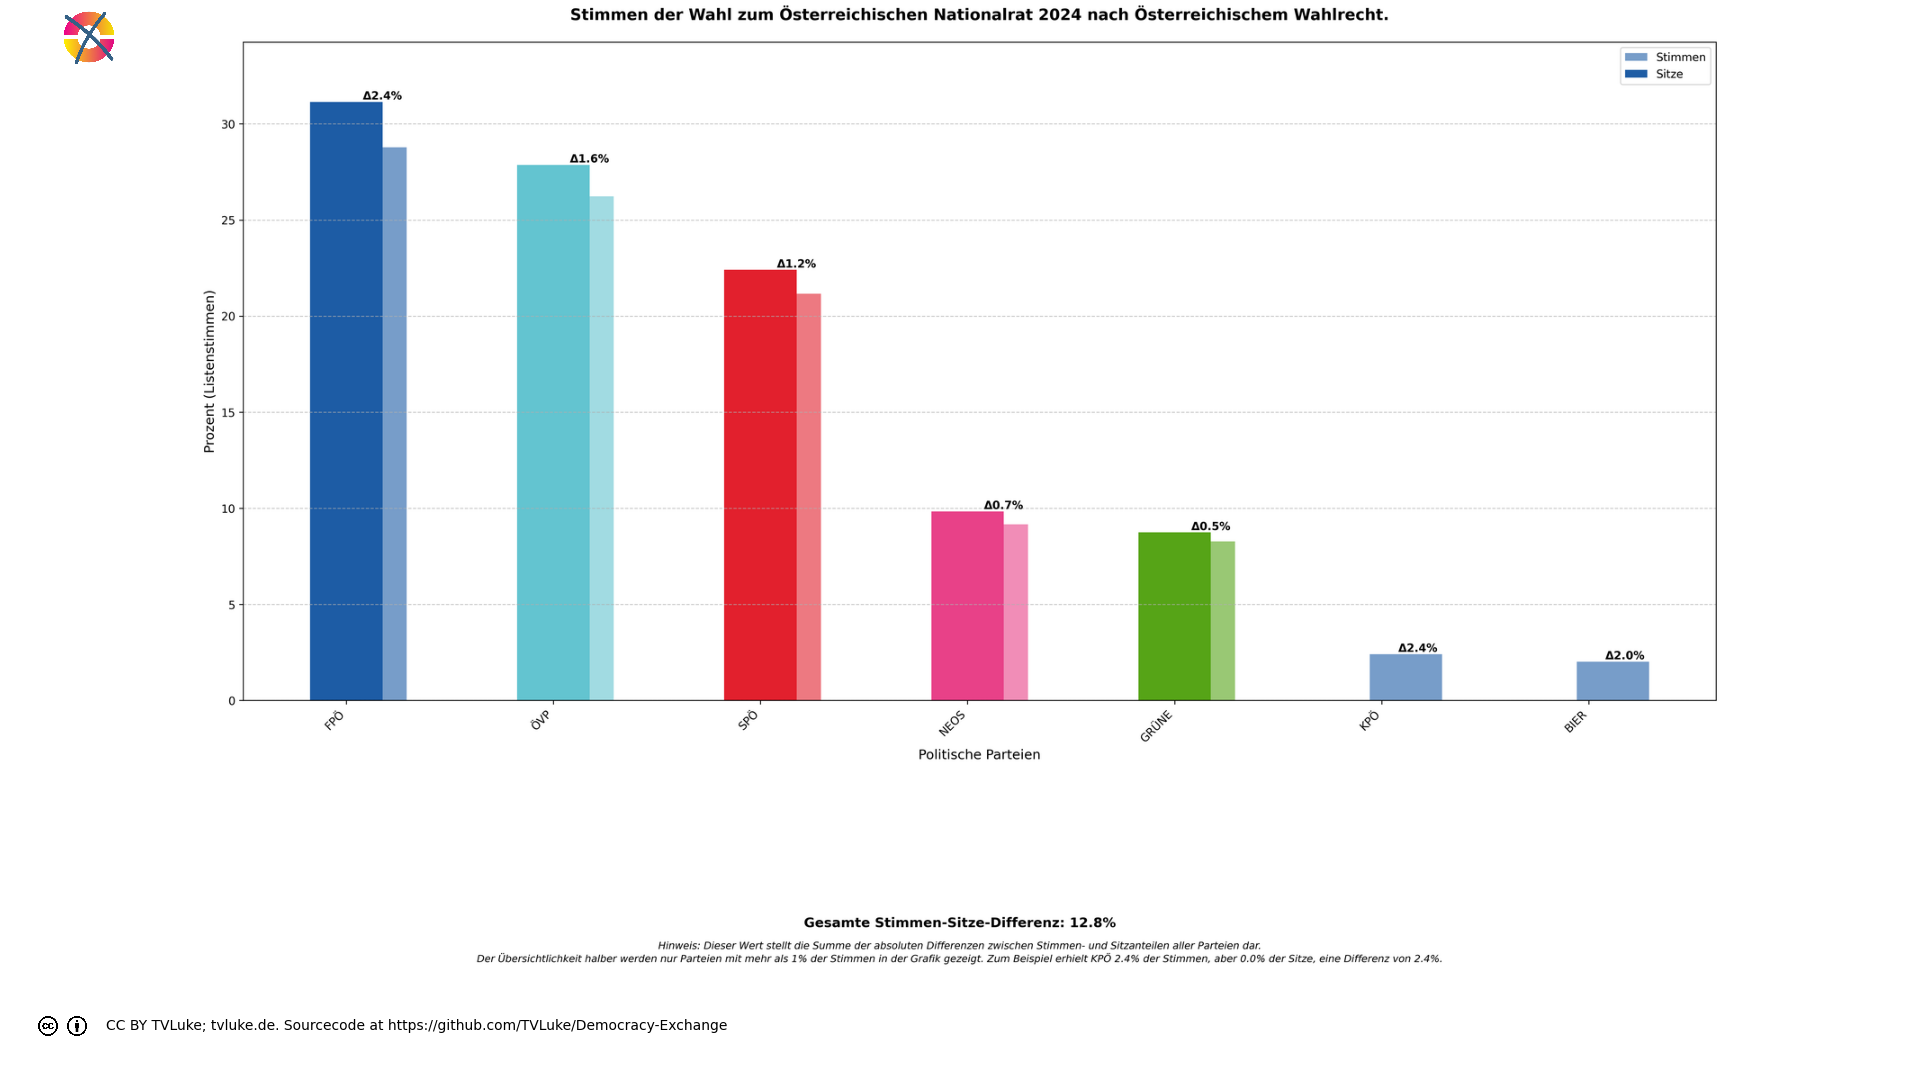 Stimmen der Wahl zum Österreichischen Nationalrat 2024 nach Österreichischem Wahlrecht.
Stimmen
Sitze
Δ2.4%
Δ1.6%
Δ1.2%
Δ0.7%
Δ0.5%
Δ2.4%
Δ2.0%
30
25
20
15
10
5
0
Prozent (Listenstimmen)
FPÖ
ÖVP
SPÖ
NEOS
GRÜNE
KPÖ
BIER
Politische Parteien
Gesamte Stimmen-Sitze-Differenz: 12.8%
Hinweis: Dieser Wert stellt die Summe der absoluten Differenzen zwischen Stimmen- und Sitzanteilen aller Parteien dar.
Der Übersichtlichkeit halber werden nur Parteien mit mehr als 1% der Stimmen in der Grafik gezeigt. Zum Beispiel erhielt KPÖ 2.4% der Stimmen, aber 0.0% der Sitze, eine Differenz von 2.4%.
cc CC BY TVLuke; tvluke.de. Sourcecode at https://github.com/TVLuke/Democracy-Exchange